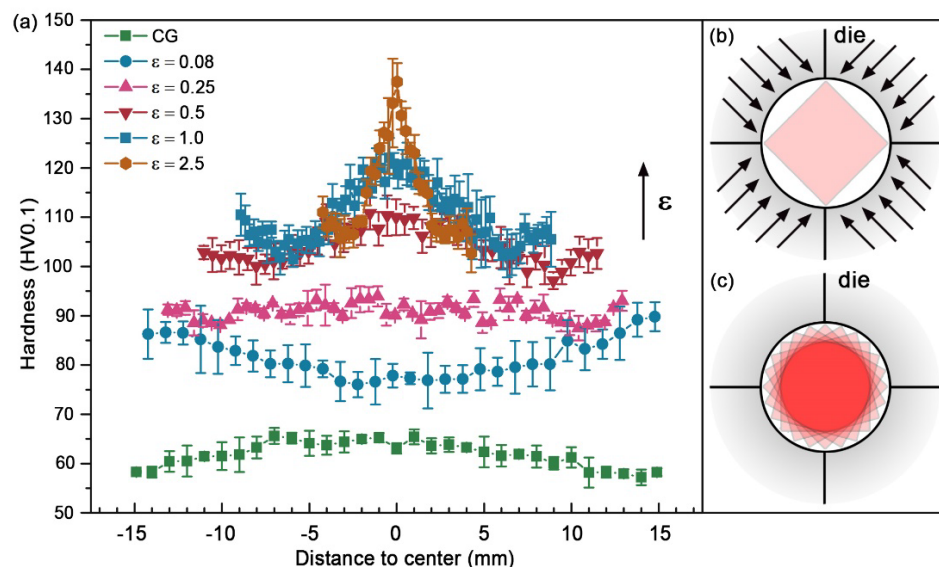 (a)
CG
ε = 0.08
ε = 0.25
ε = 0.5
ε = 1.0
ε = 2.5
ε
150
140
130
120
110
100
90
80
70
60
50
Hardness (HV0.1)
-15
-10
-5
0
5
10
15
Distance to center (mm)
(b)
die
(c)
die